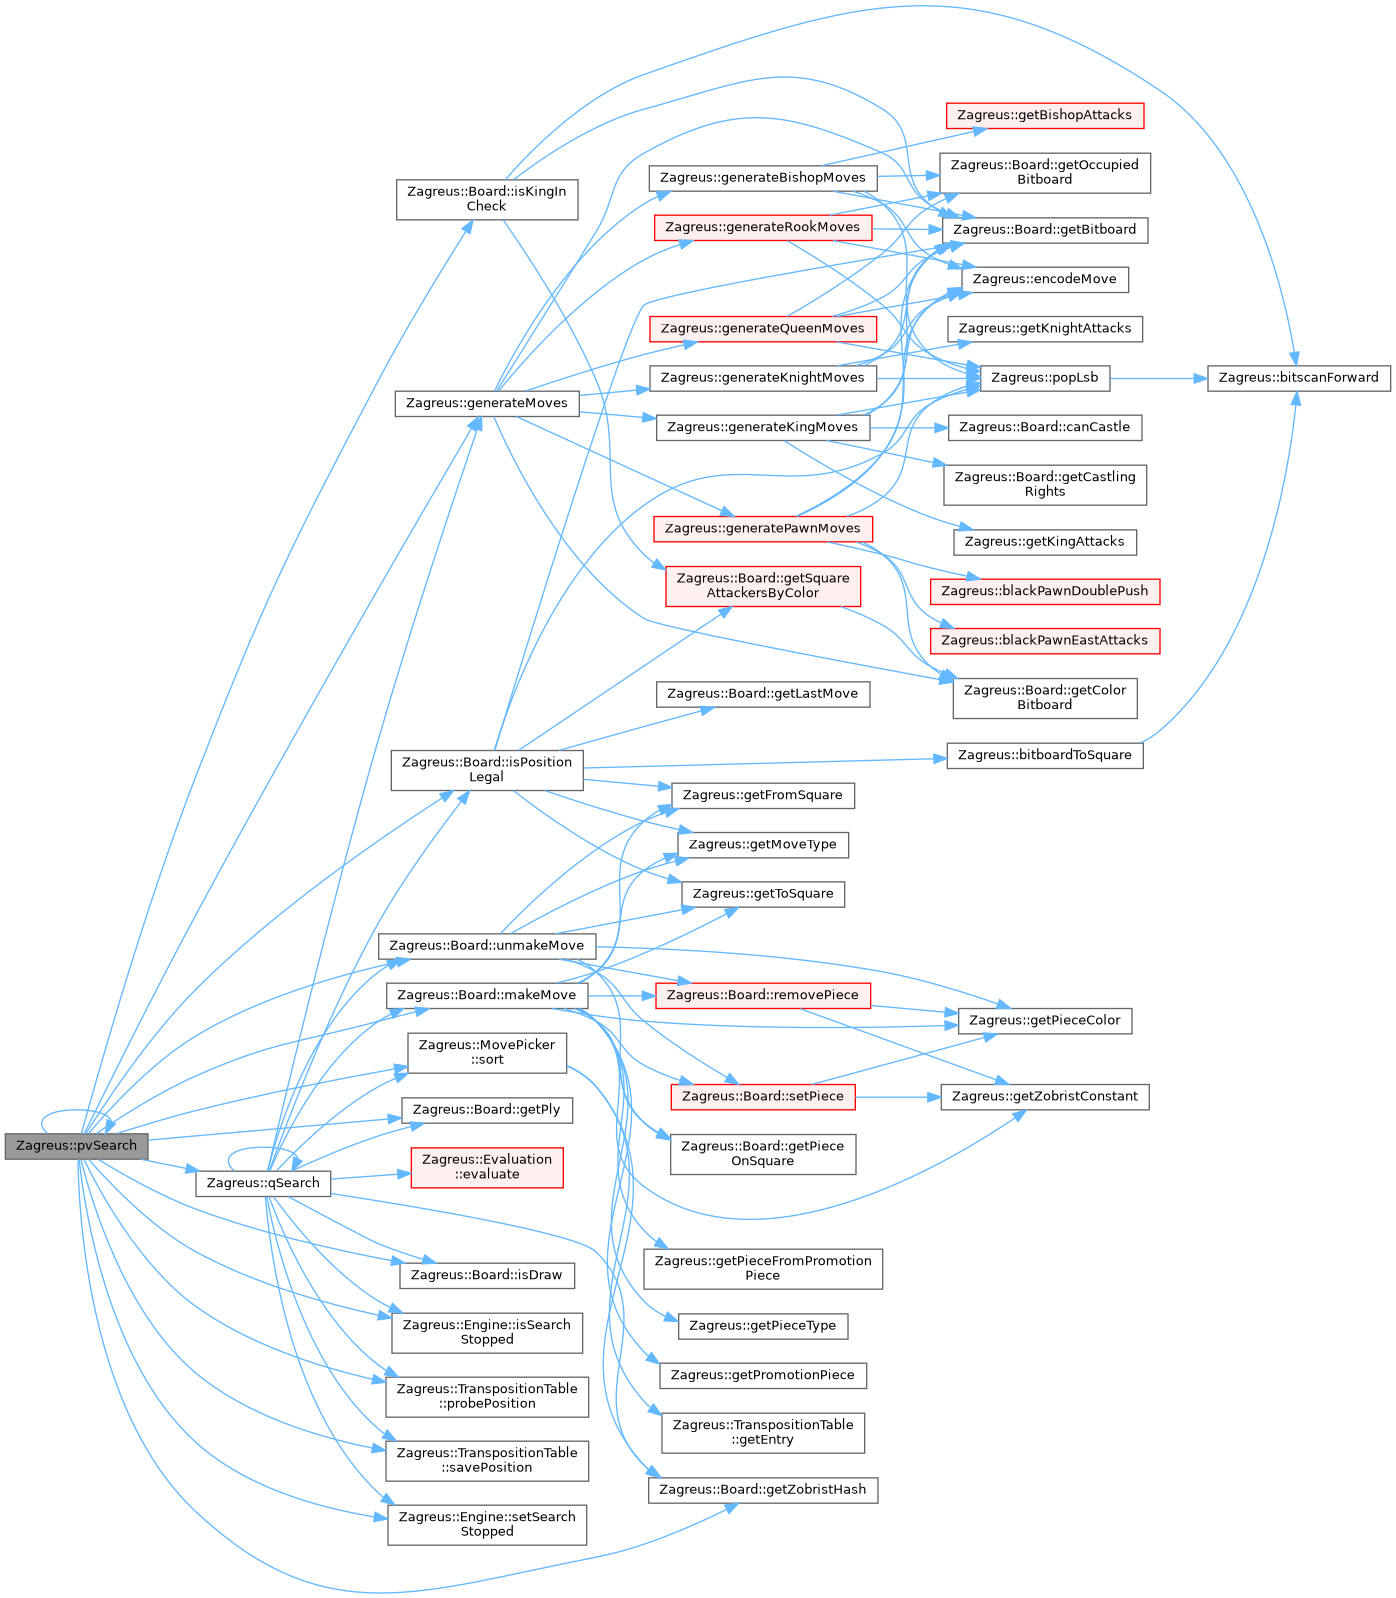 Zagreus::pvSearch
Zagreus::Board::isKingIn
Check
Zagreus::generateMoves
Zagreus::Board::isPosition
Legal
Zagreus::Board::unmakeMove
Zagreus::Board::makeMove
Zagreus::MovePicker
::sort
Zagreus::Board::getPly
Zagreus::qSearch
Zagreus::Evaluation
::evaluate
Zagreus::Board::isDraw
Zagreus::Engine::isSearch
Stopped
Zagreus::TranspositionTable
::probePosition
Zagreus::TranspositionTable
::savePosition
Zagreus::Engine::setSearch
Stopped
Zagreus::generateBishopMoves
Zagreus::generateRookMoves
Zagreus::generateQueenMoves
Zagreus::generateKnightMoves
Zagreus::generateKingMoves
Zagreus::generatePawnMoves
Zagreus::Board::getSquare
AttackersByColor
Zagreus::Board::getLastMove
Zagreus::getFromSquare
Zagreus::getMoveType
Zagreus::getToSquare
Zagreus::Board::removePiece
Zagreus::Board::setPiece
Zagreus::Board::getPiece
OnSquare
Zagreus::getPieceFromPromotion
Piece
Zagreus::getPieceType
Zagreus::getPromotionPiece
Zagreus::TranspositionTable
::getEntry
Zagreus::Board::getZobristHash
Zagreus::getBishopAttacks
Zagreus::Board::getOccupied
Bitboard
Zagreus::Board::getBitboard
Zagreus::encodeMove
Zagreus::getKnightAttacks
Zagreus::popLsb
Zagreus::Board::canCastle
Zagreus::Board::getCastling
Rights
Zagreus::getKingAttacks
Zagreus::blackPawnDoublePush
Zagreus::blackPawnEastAttacks
Zagreus::Board::getColor
Bitboard
Zagreus::bitboardToSquare
Zagreus::getPieceColor
Zagreus::getZobristConstant
Zagreus::bitscanForward